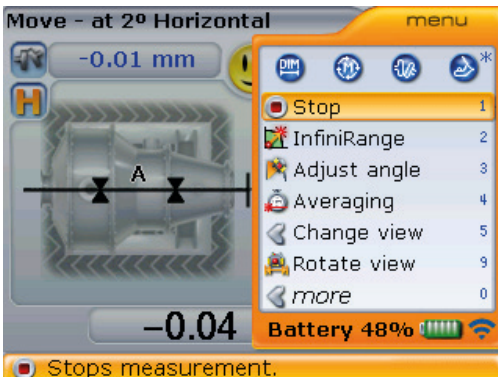 Move - at 2º Horizontal
menu
-0.01 mm
DIM
*
H
Stop 1
InfiniRange 2
A
Adjust angle 3
Averaging 4
Change view 5
Rotate view 9
more 0
-0.04
Battery 48%
Stops measurement.